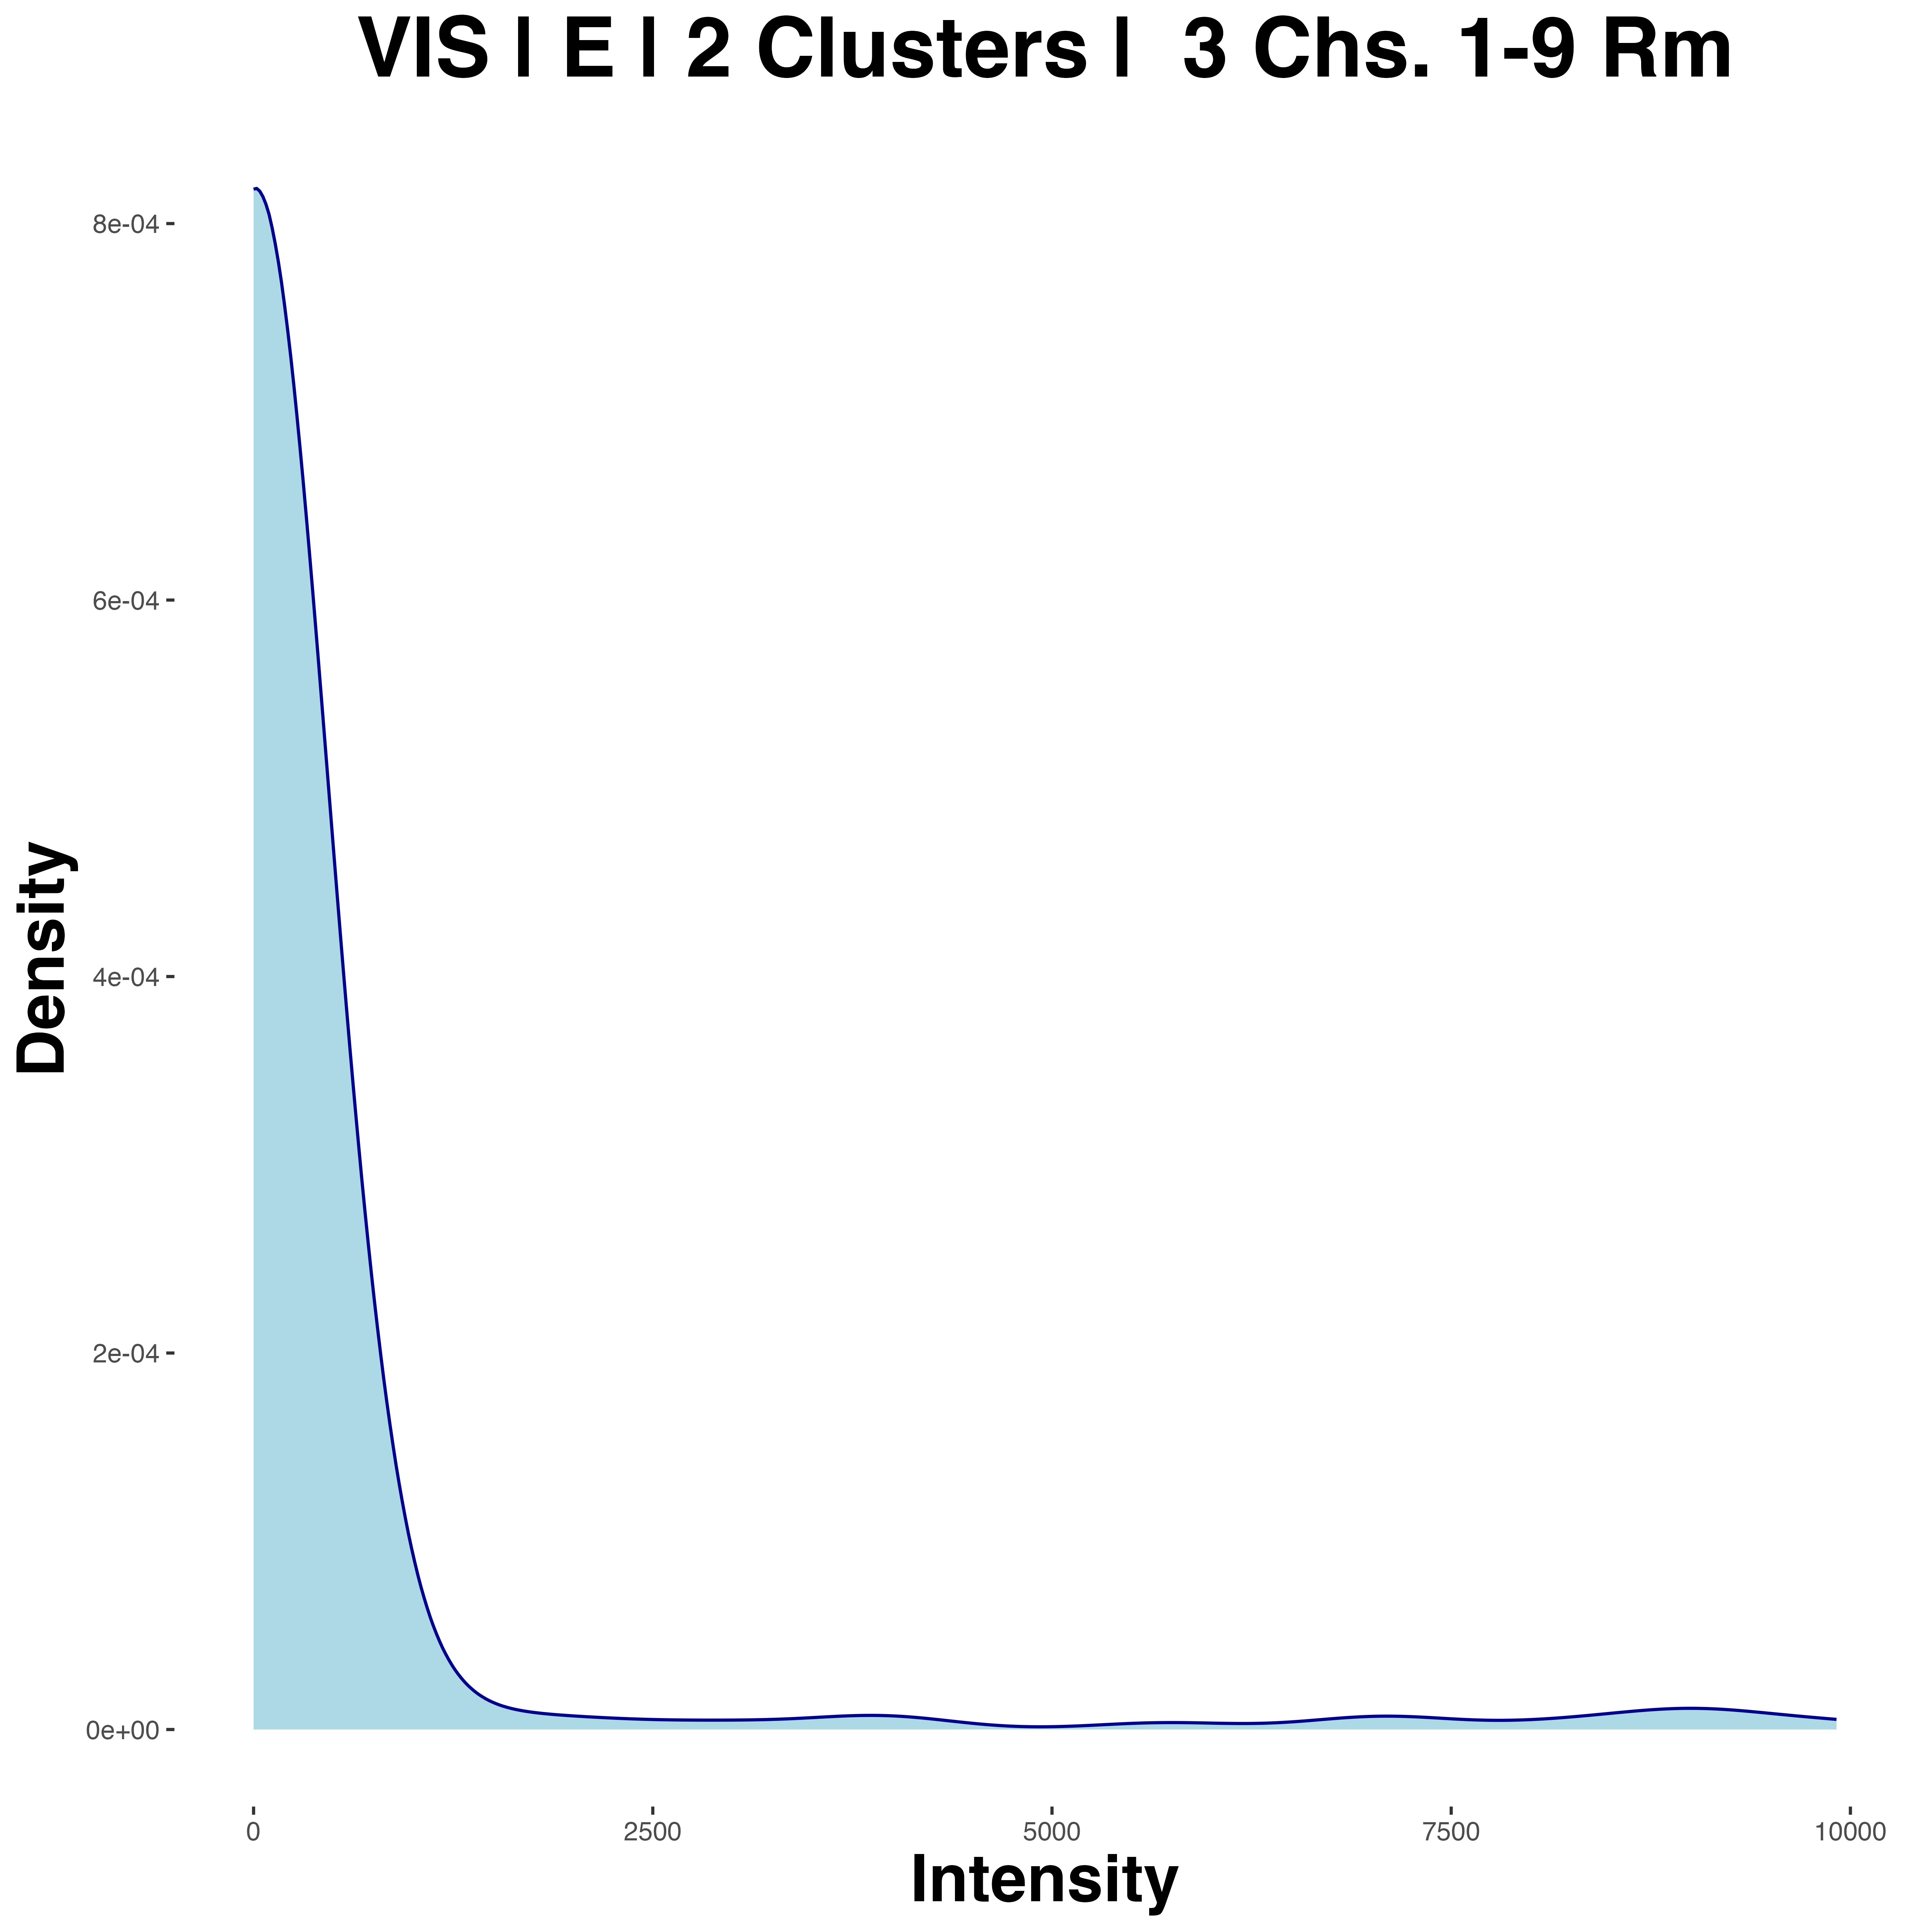 VIS | E | 2 Clusters |  3 Chs. 1-9 Rm
8e-04
6e-04
4e-04
2e-04
0e+00
Density
0 2500 5000 7500 10000
Intensity